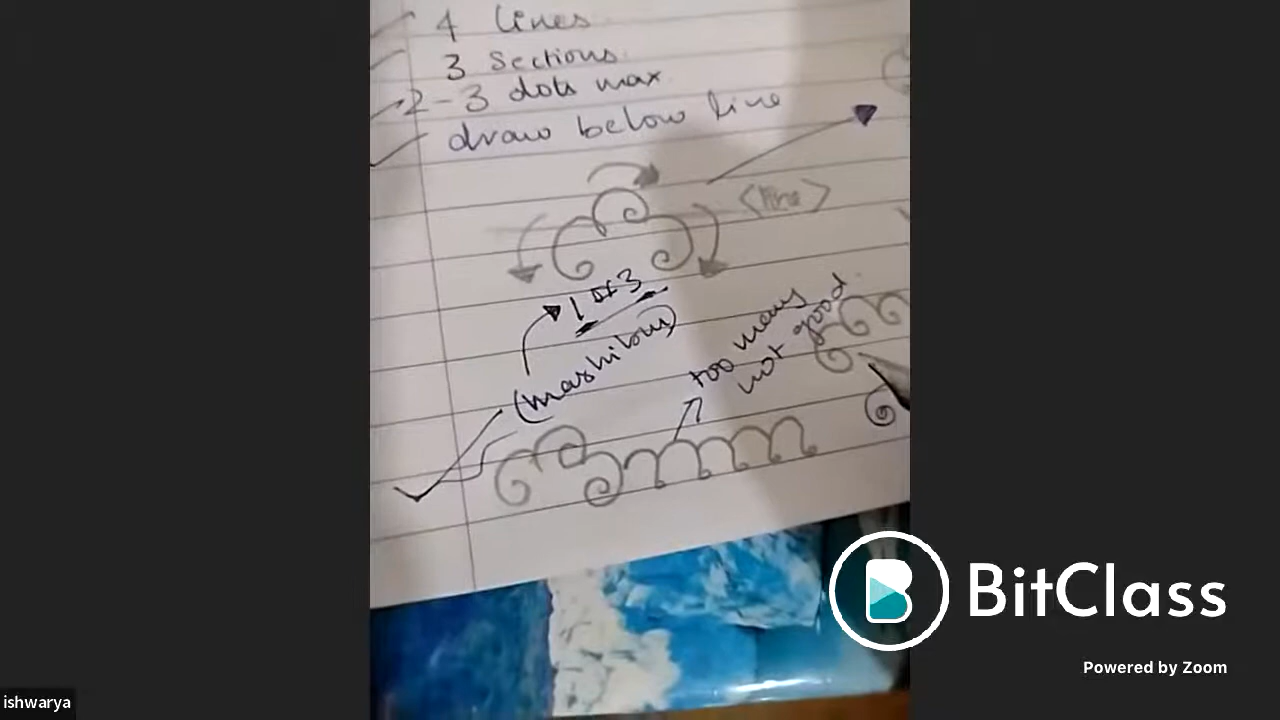 4 lines
3 Sections
2-3 dots max
draw below line
<line>
1 or 3
(mashibou)
too many
not good
BitClass
Powered by Zoom
ishwarya